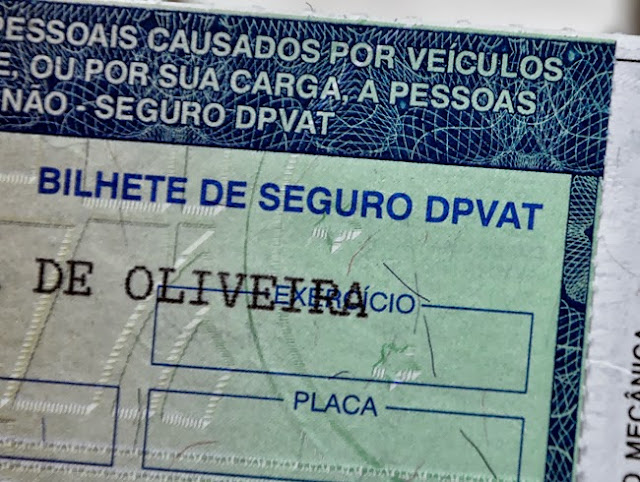 PESSOAIS CAUSADOS POR VEÍCULOS
E, OU POR SUA CARGA, A PESSOAS
NÃO - SEGURO DPVAT
BILHETE DE SEGURO DPVAT
DE OLIVEIRA
EXERCÍCIO
PLACA
O MECÂNICA